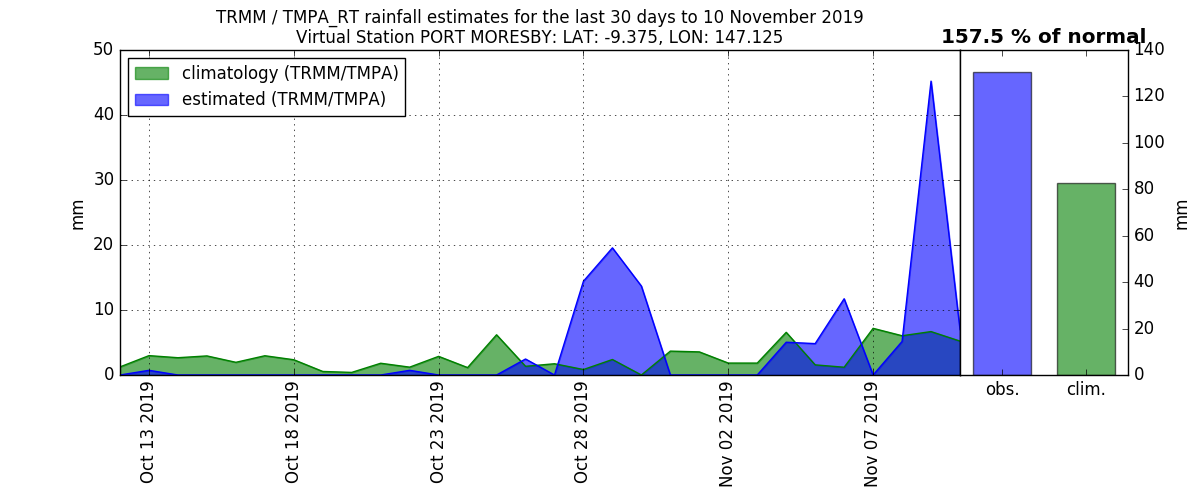 TRMM / TMPA_RT rainfall estimates for the last 30 days to 10 November 2019
Virtual Station PORT MORESBY: LAT: -9.375, LON: 147.125
157.5 % of normal
climatology (TRMM/TMPA)
estimated (TRMM/TMPA)
50
40
30
20
10
0
mm
140
120
100
80
60
40
20
0
mm
Oct 13 2019
Oct 18 2019
Oct 23 2019
Oct 28 2019
Nov 02 2019
Nov 07 2019
obs.
clim.